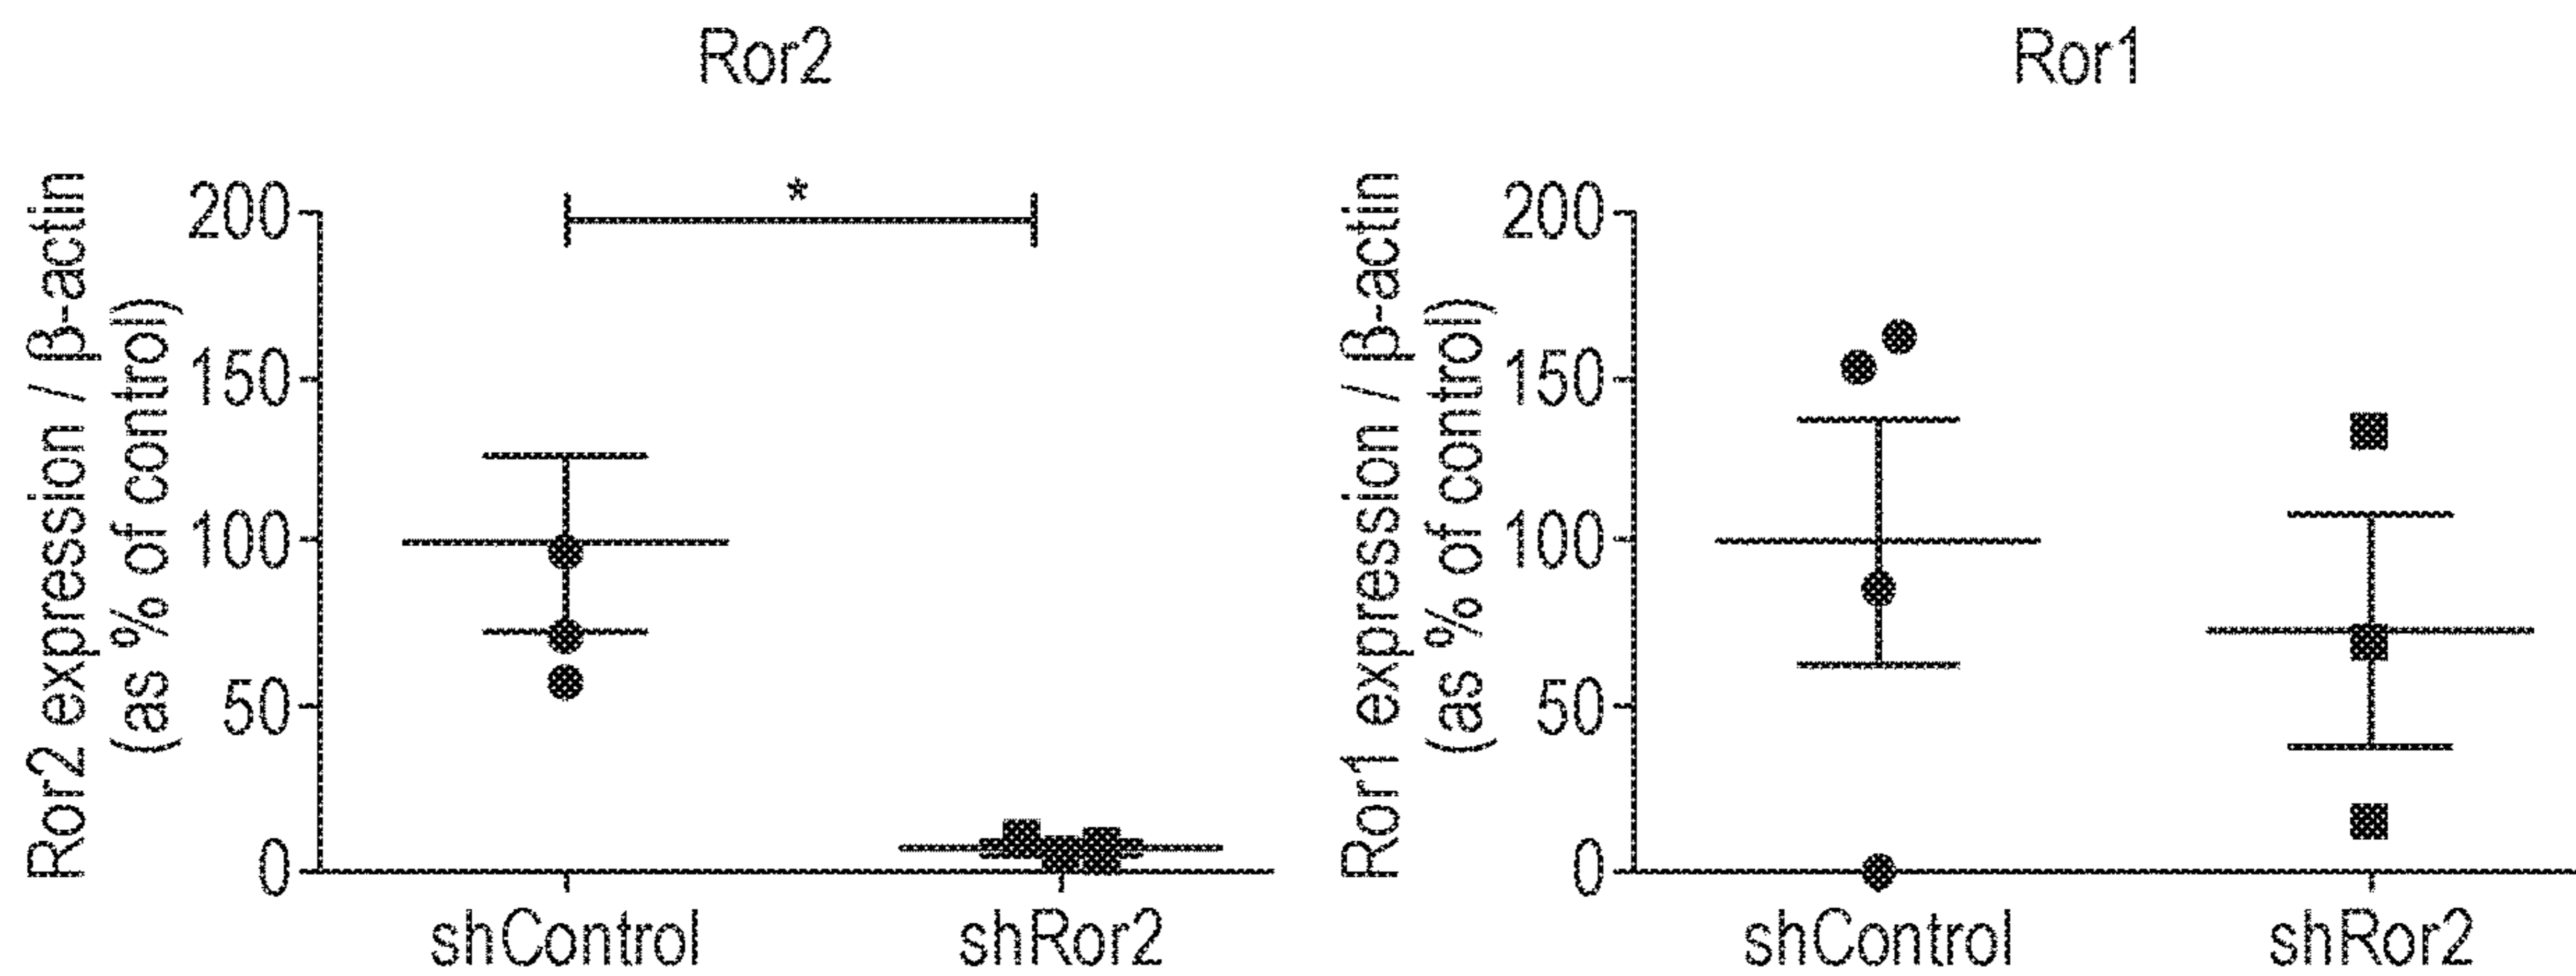 Ror2
Ror2 expression / β-actin
(as % of control)
200
150
100
50
0
*
shControl
shRor2
Ror1
Ror1 expression / β-actin
(as % of control)
200
150
100
50
0
shControl
shRor2